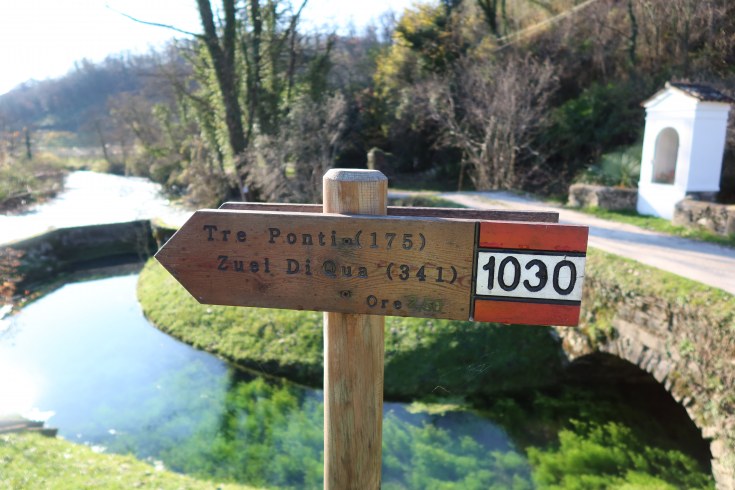 Tre Ponti (175)
Zuel Di Qua (341)
Ore
1030